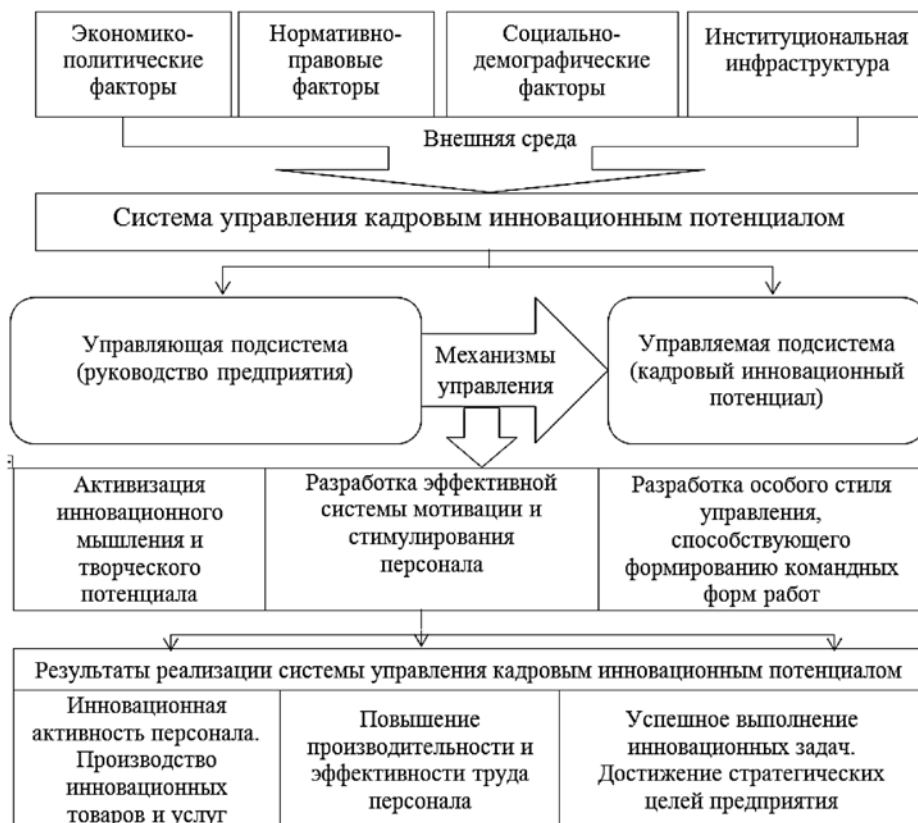 Экономико-
политические
факторы
Нормативно-
правовые
факторы
Социально-
демографические
факторы
Институциональная
инфраструктура
Внешняя среда
Система управления кадровым инновационным потенциалом
Управляющая подсистема
(руководство предприятия)
Механизмы
управления
Управляемая подсистема
(кадровый инновационный
потенциал)
Активизация
инновационного
мышления и
творческого
потенциала
Разработка эффективной
системы мотивации и
стимулирования
персонала
Разработка особого стиля
управления,
способствующего
формированию командных
форм работ
Результаты реализации системы управления кадровым инновационным потенциалом
Инновационная
активность персонала.
Производство
инновационных
товаров и услуг
Повышение
производительности и
эффективности труда
персонала
Успешное выполнение
инновационных задач.
Достижение стратегических
целей предприятия